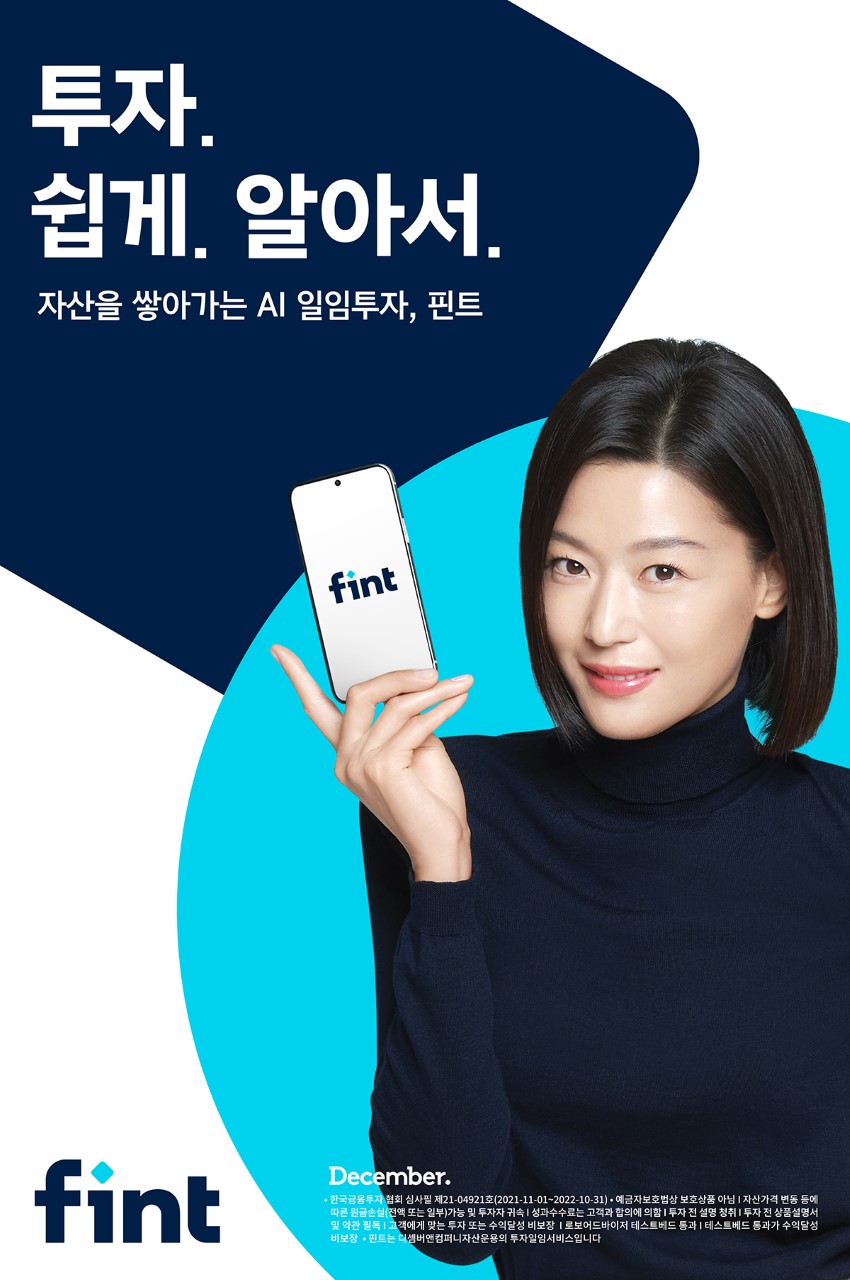 투자.
쉽게. 알아서.
자산을 쌓아가는 AI 일임투자, 핀트
fint
fint
December.
• 한국금융투자협회 심사필 제21-04921호(2021-11-01~2022-10-31) • 예금자보호법상 보호상품 아님 I 자산가격 변동 등에
따른 원금손실(전액 또는 일부)가능 및 투자자 귀속 I 성과수수료는 고객과 합의에 의함 I 투자 전 설명 청취 I 투자 전 상품설명서
및 약관 필독 I 고객에게 맞는 투자 또는 수익달성 비보장 I 로보어드바이저 테스트베드 통과 I 테스트베드 통과가 수익달성
비보장 • 핀트는 디셈버앤컴퍼니자산운용의 투자일임서비스입니다